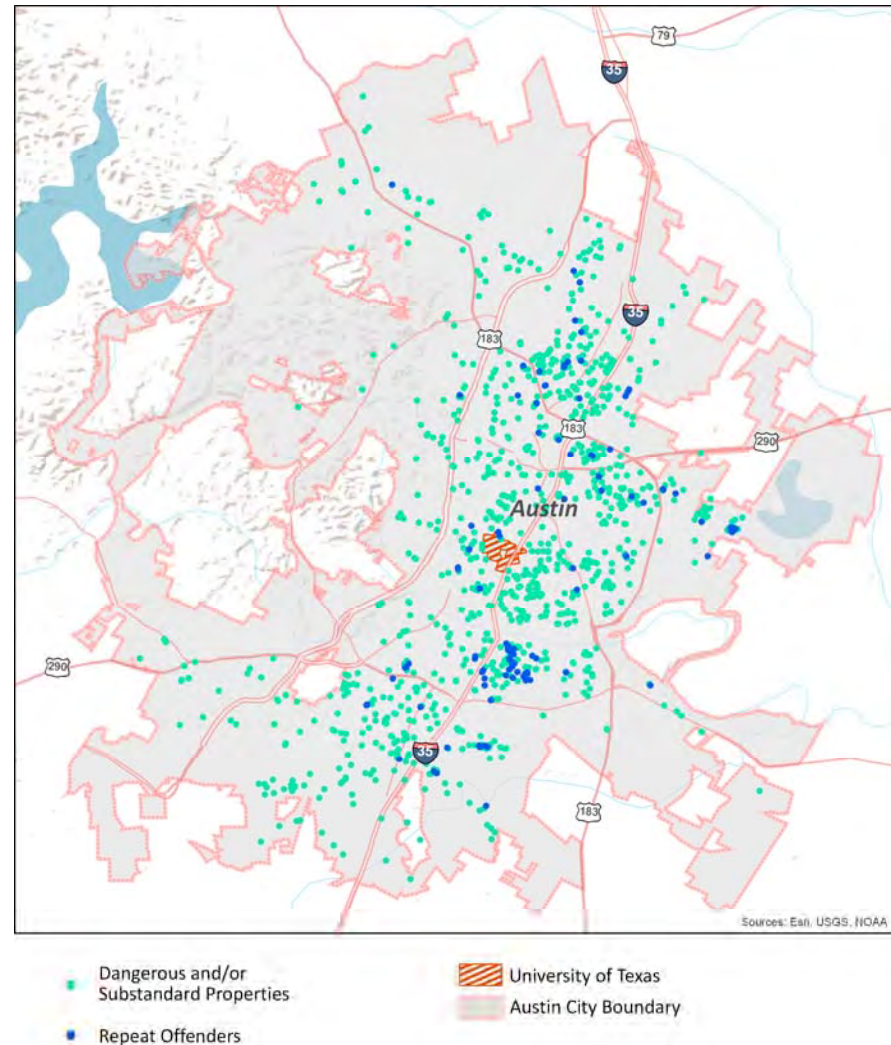 79
35
35
183
183
290
Austin
290
35
183
Sources: Esri, USGS, NOAA
Dangerous and/or
Substandard Properties
University of Texas
Austin City Boundary
Repeat Offenders